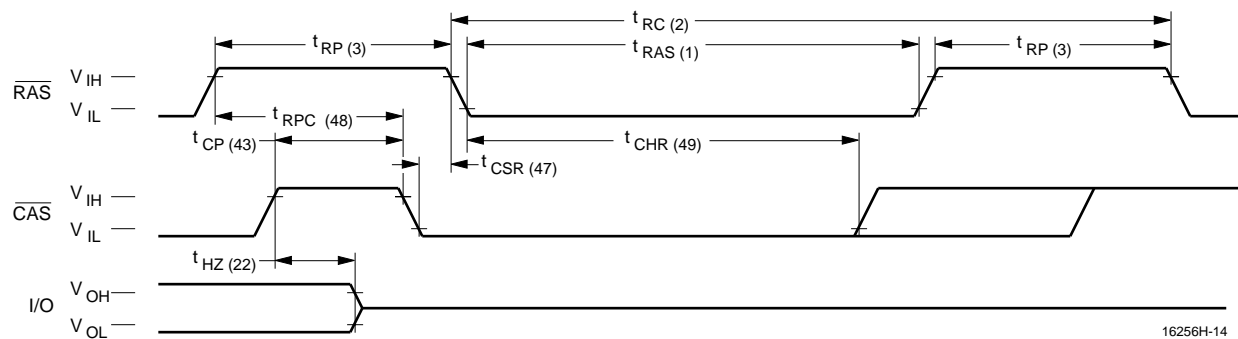 t RC (2)
t RP (3)
t RAS (1)
t RP (3)
RAS
V IH
V IL
t RPC (48)
t CP (43)
t CHR (49)
t CSR (47)
CAS
V IH
V IL
t HZ (22)
I/O
V OH
V OL
16256H-14